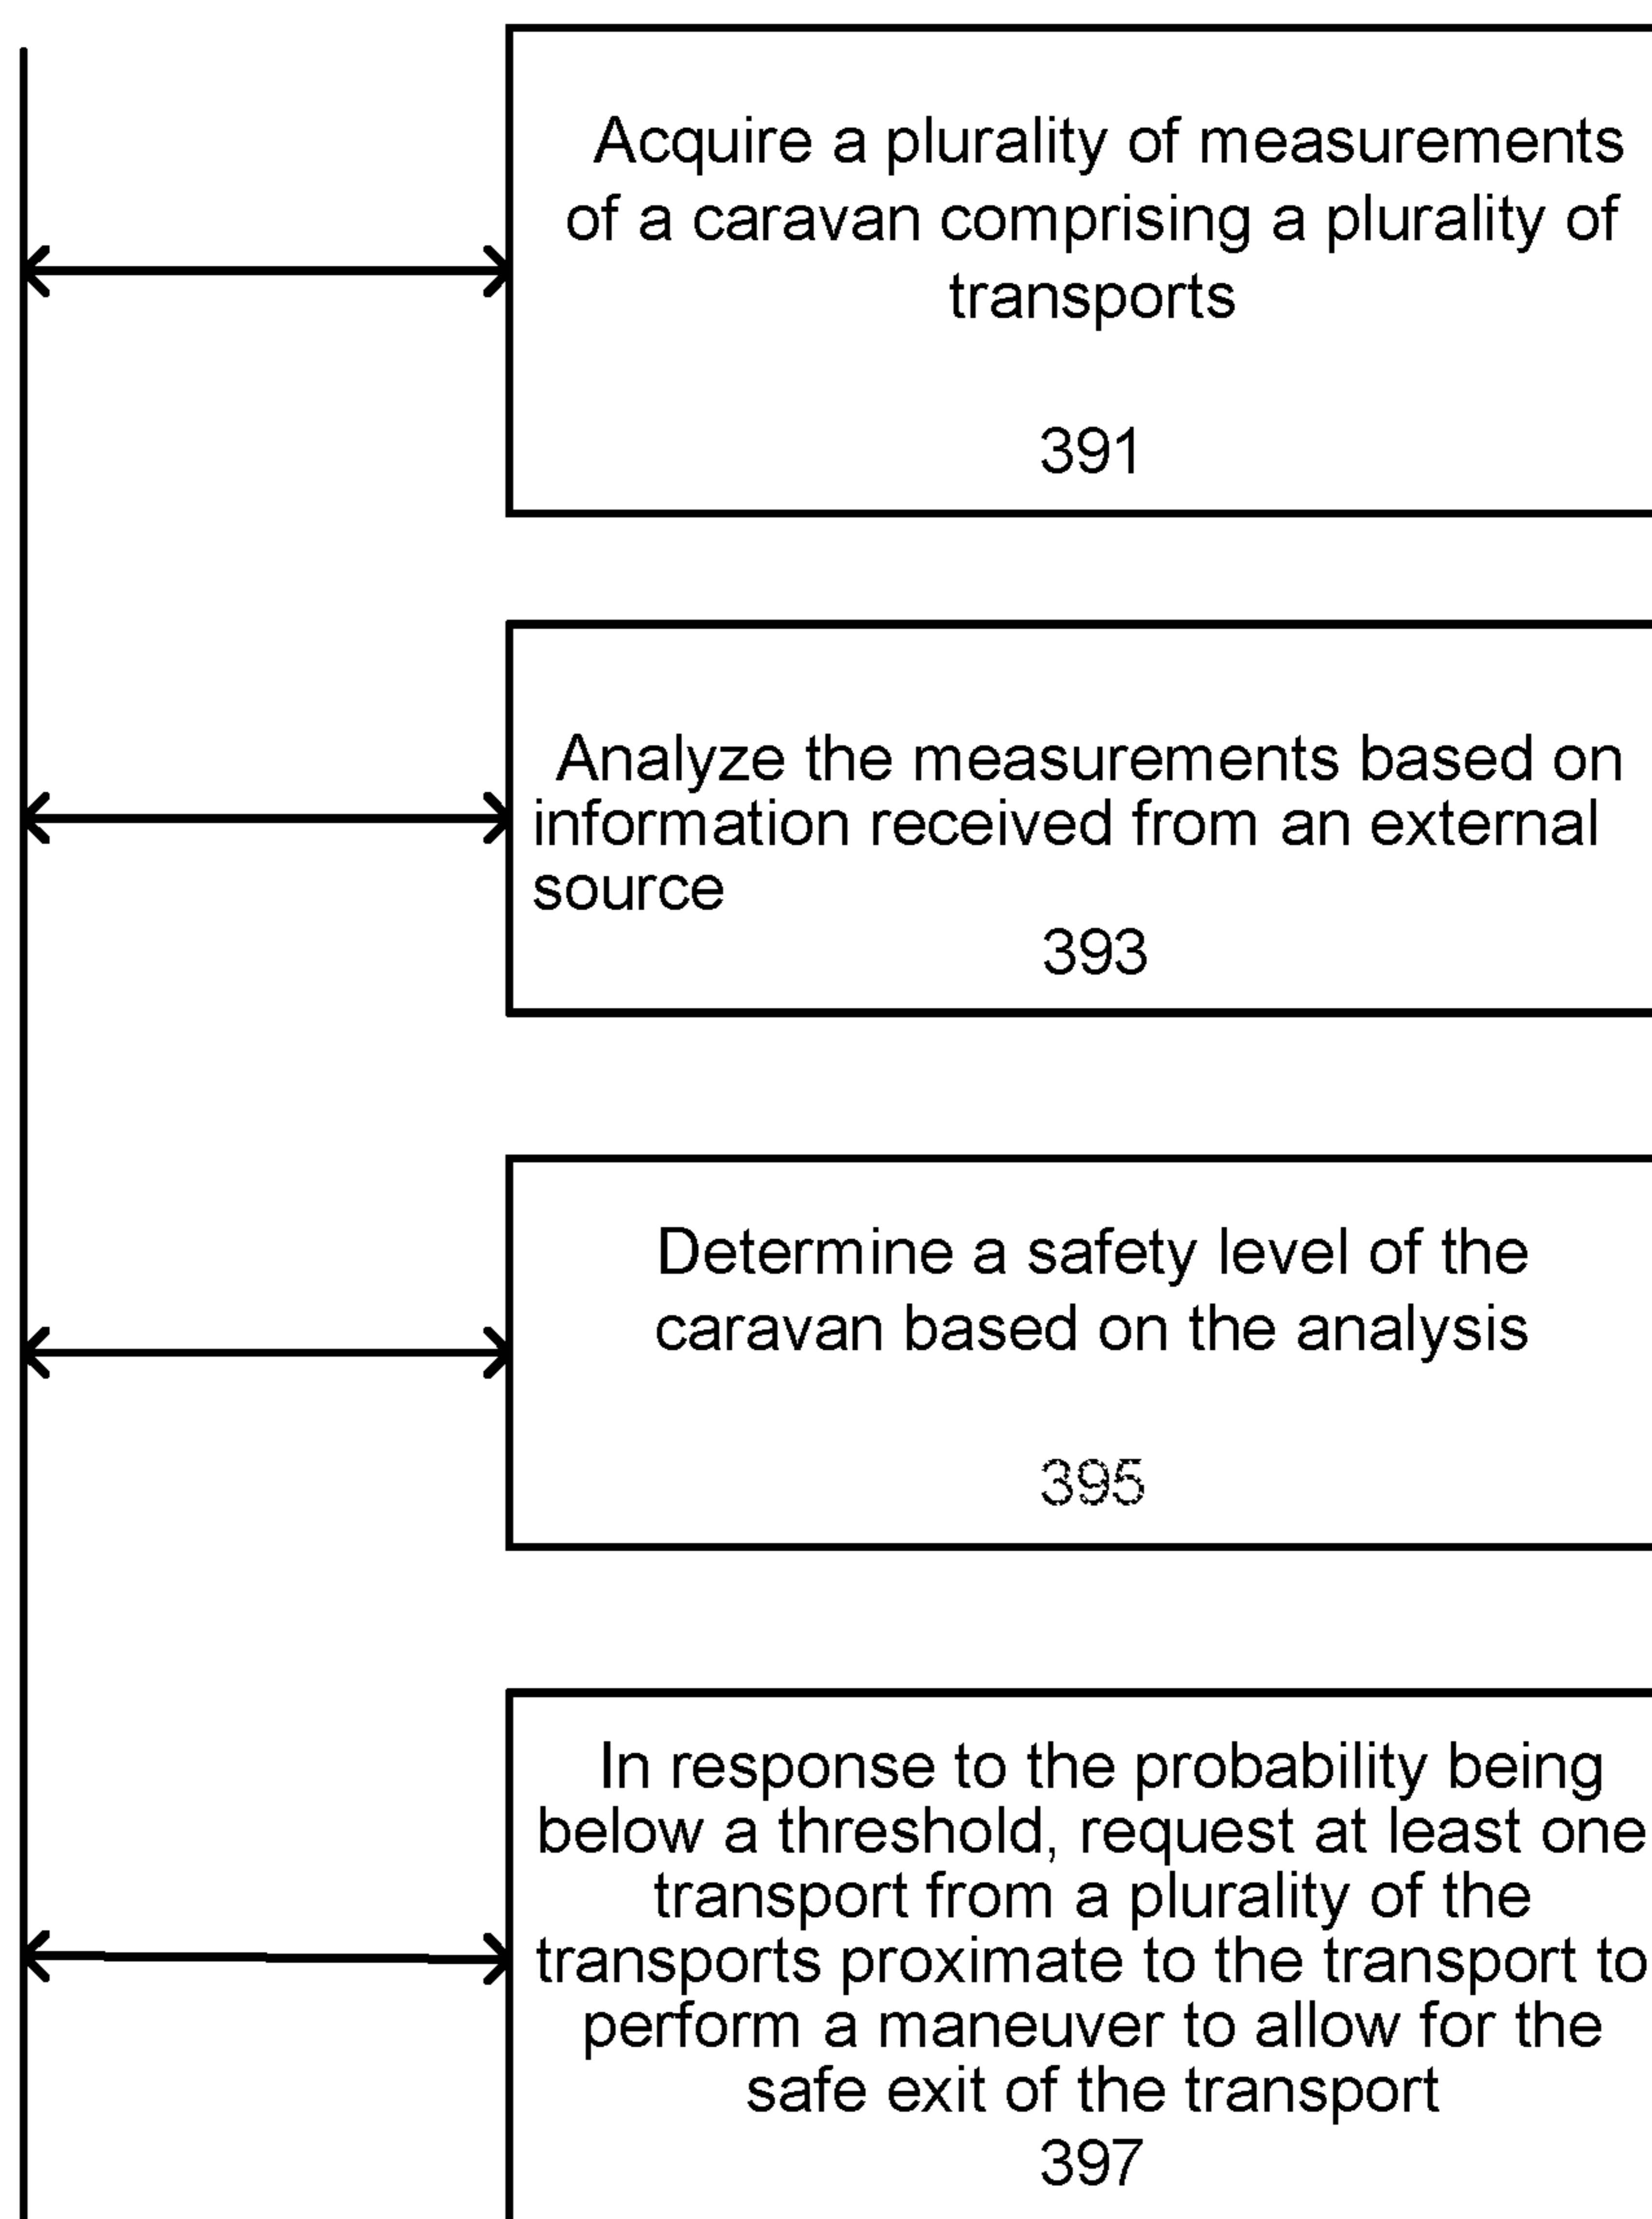 Acquire a plurality of measurements
of a caravan comprising a plurality of
transports
391
Analyze the measurements based on
information received from an external
source
393
Determine a safety level of the
caravan based on the analysis
395
In response to the probability being
below a threshold, request at least one
transport from a plurality of the
transports proximate to the transport to
perform a maneuver to allow for the
safe exit of the transport
397